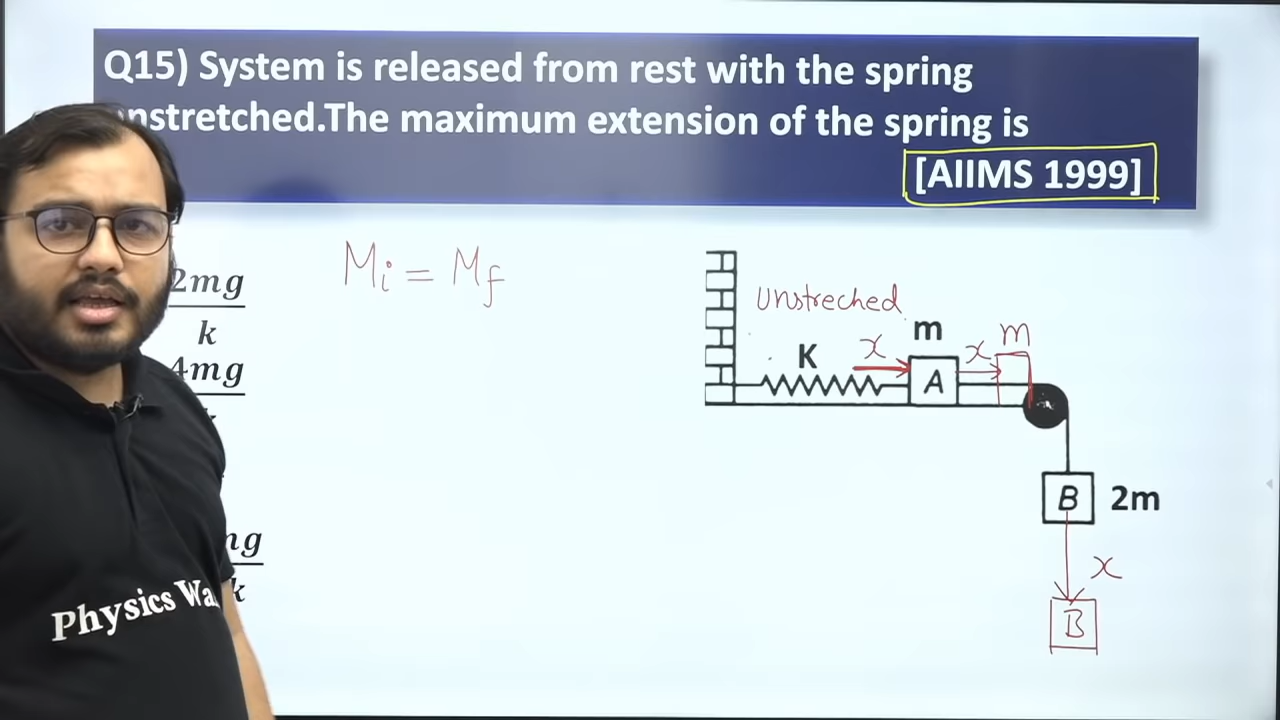 Q15) System is released from rest with the spring
nstretched.The maximum extension of the spring is
[AIIMS 1999]
2mg
k
4mg
Mi = Mf
Unstreched
m
K
x
A
x
m
B
2m
x
B
mg
k
Physics Wa